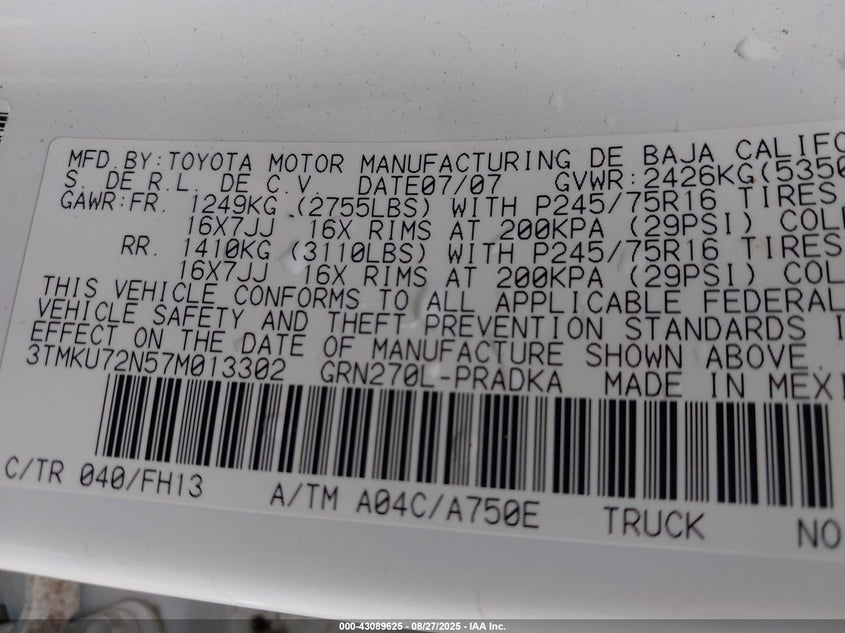 MFD.BY:TOYOTA MOTOR MANUFACTURING DE BAJA CALIFO
S. DE R.L. DE C.V. DATE07/07 GVWR:2426KG(5350
GAWR:FR. 1249KG (2755LBS) WITH P245/75R16 TIRES
16X7JJ 16X RIMS AT 200KPA (29PSI) COL
RR. 1410KG (3110LBS) WITH P245/75R16 TIRES
16X7JJ 16X RIMS AT 200KPA (29PSI) COL
THIS VEHICLE CONFORMS TO ALL APPLICABLE FEDERAL
VEHICLE SAFETY AND THEFT PREVENTION STANDARDS I
EFFECT ON THE DATE OF MANUFACTURE SHOWN ABOVE.
3TMKU72N57M013302 GRN270L-PRADKA MADE IN MEXI
C/TR 040/FH13 A/TM A04C/A750E TRUCK NO
000-43089625 - 08/27/2025 - IAA Inc.